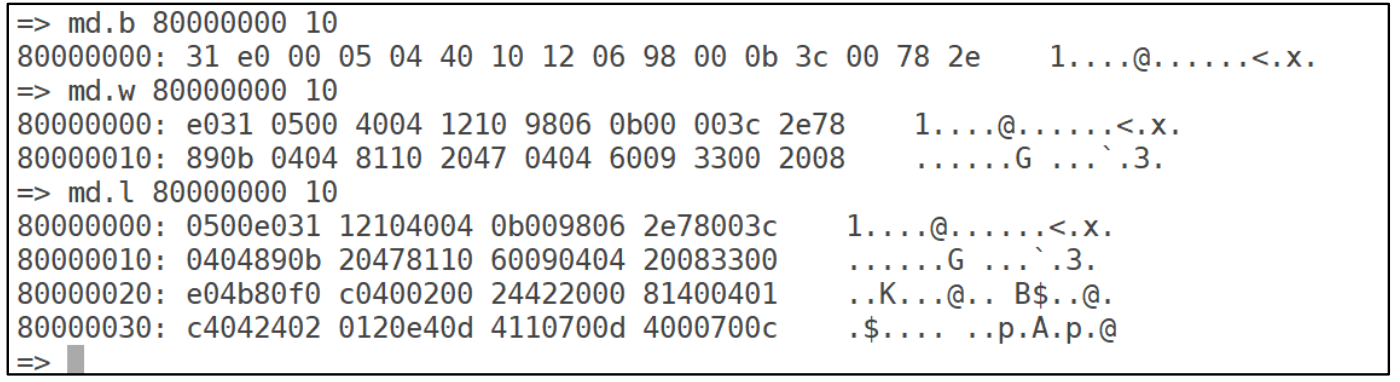 => md.b 80000000 10
80000000: 31 e0 00 05 04 40 10 12 06 98 00 0b 3c 00 78 2e    1....@......<.x.
=> md.w 80000000 10
80000000: e031 0500 4004 1210 9806 0b00 003c 2e78    1....@......<.x.
80000010: 890b 0404 8110 2047 0404 6009 3300 2008    ......G ...`.3.
=> md.l 80000000 10
80000000: 0500e031 12104004 0b009806 2e78003c    1....@......<.x.
80000010: 0404890b 20478110 60090404 20083300    ......G ...`.3.
80000020: e04b80f0 c0400200 24422000 81400401    ..K...@.. B$..@.
80000030: c4042402 0120e40d 4110700d 4000700c    .$.... ..p.A.p.@
=>